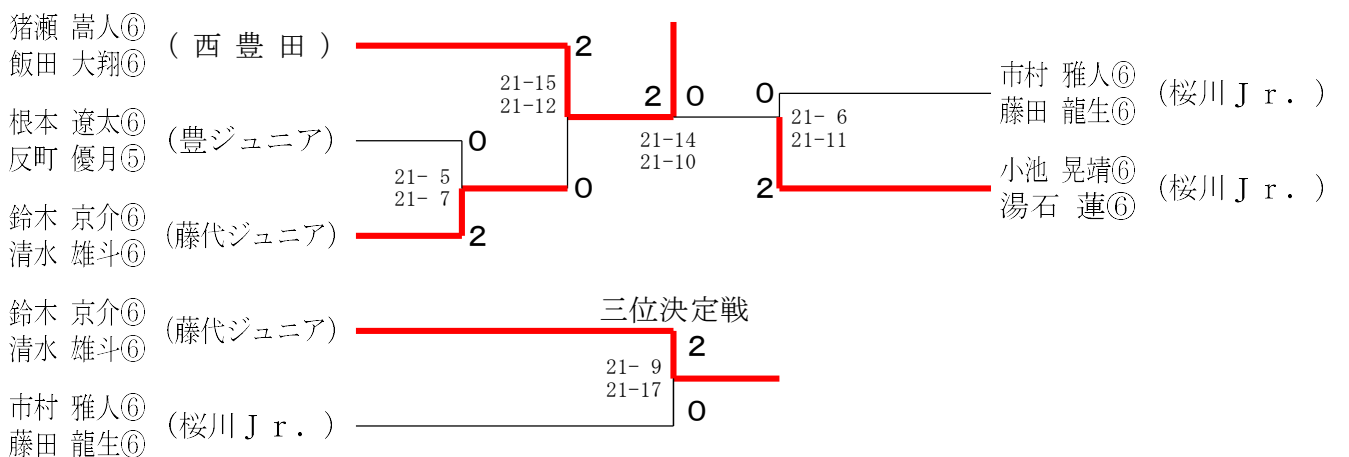 猪瀬 嵩人⑥
飯田 大翔⑥
( 西 豊 田 )
2
21-15
21-12
2
0
0
市村 雅人⑥
藤田 龍生⑥
(桜川Ｊｒ．)
根本 遼太⑥
反町 優月⑤
(豊ジュニア)
0
21- 5
21- 7
0
21-14
21-10
21- 6
21-11
2
小池 晃靖⑥
湯石 蓮⑥
(桜川Ｊｒ．)
鈴木 京介⑥
清水 雄斗⑥
(藤代ジュニア)
2
三位決定戦
鈴木 京介⑥
清水 雄斗⑥
(藤代ジュニア)
2
21- 9
21-17
0
市村 雅人⑥
藤田 龍生⑥
(桜川Ｊｒ．)